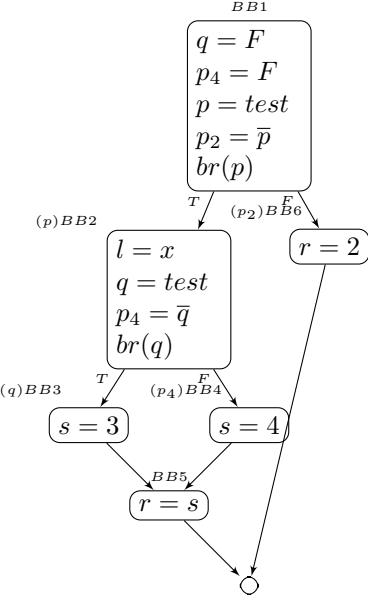 BB1
q = F
p₄ = F
p = test
p₂ = p̅
br(p)
T
F
(p₂)BB6
r = 2
(p)BB2
l = x
q = test
p₄ = q̅
br(q)
T
F
(q)BB3
(p₄)BB4
s = 3
s = 4
BB5
r = s